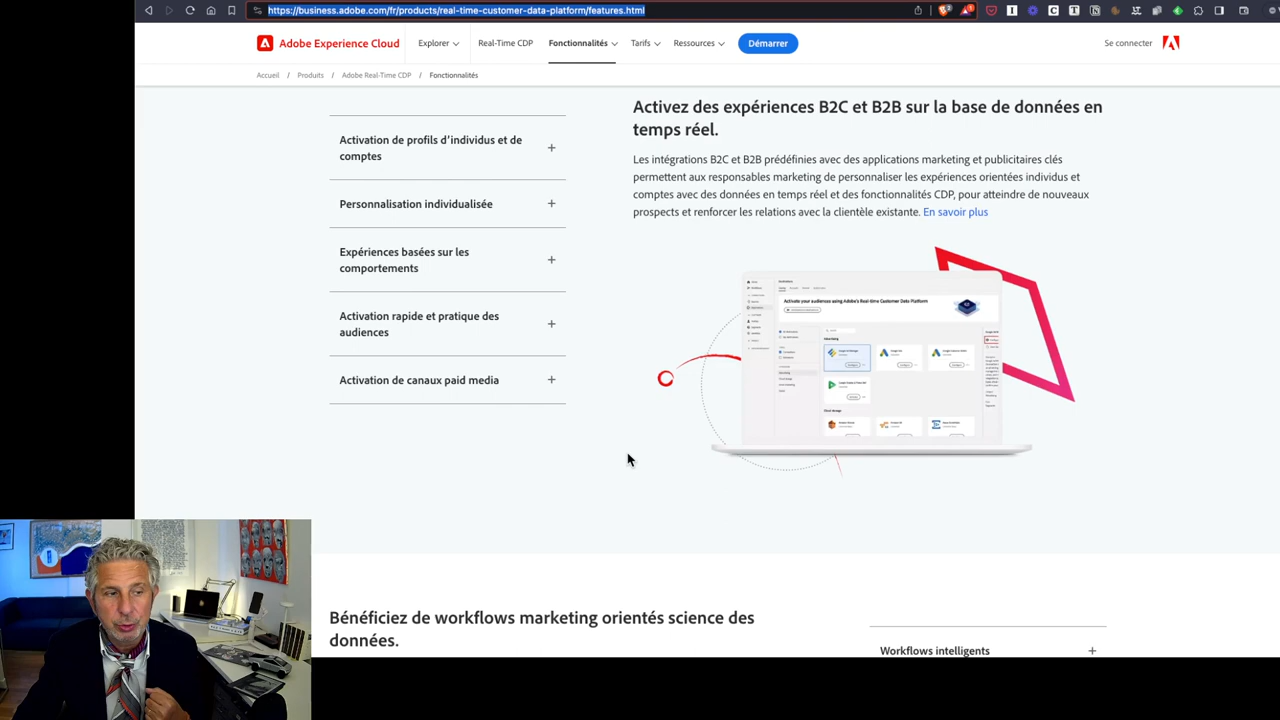 https://business.adobe.com/fr/products/real-time-customer-data-platform/features.html
Adobe Experience Cloud
Explorer
Real-Time CDP
Fonctionnalités
Tarifs
Ressources
Démarrer
Se connecter
Accueil / Produits / Adobe Real-Time CDP / Fonctionnalités
Activation de profils d'individus et de
comptes
Personnalisation individualisée
Expériences basées sur les
comportements
Activation rapide et pratique des
audiences
Activation de canaux paid media
Activez des expériences B2C et B2B sur la base de données en
temps réel.
Les intégrations B2C et B2B prédéfinies avec des applications marketing et publicitaires clés
permettent aux responsables marketing de personnaliser les expériences orientées individus et
comptes avec des données en temps réel et des fonctionnalités CDP, pour atteindre de nouveaux
prospects et renforcer les relations avec la clientèle existante. En savoir plus
Activate your audiences using Adobe's Real-time Customer Data Platform
Bénéficiez de workflows marketing orientés science des
données.
Workflows intelligents